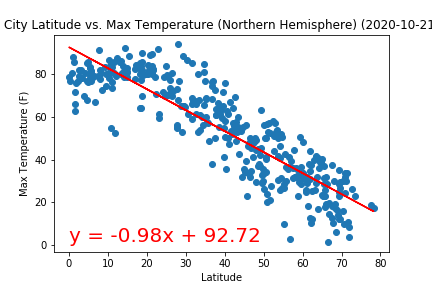 City Latitude vs. Max Temperature (Northern Hemisphere) (2020-10-21
Max Temperature (F)
80
60
40
20
0
y = -0.98x + 92.72
0 10 20 30 40 50 60 70 80
Latitude